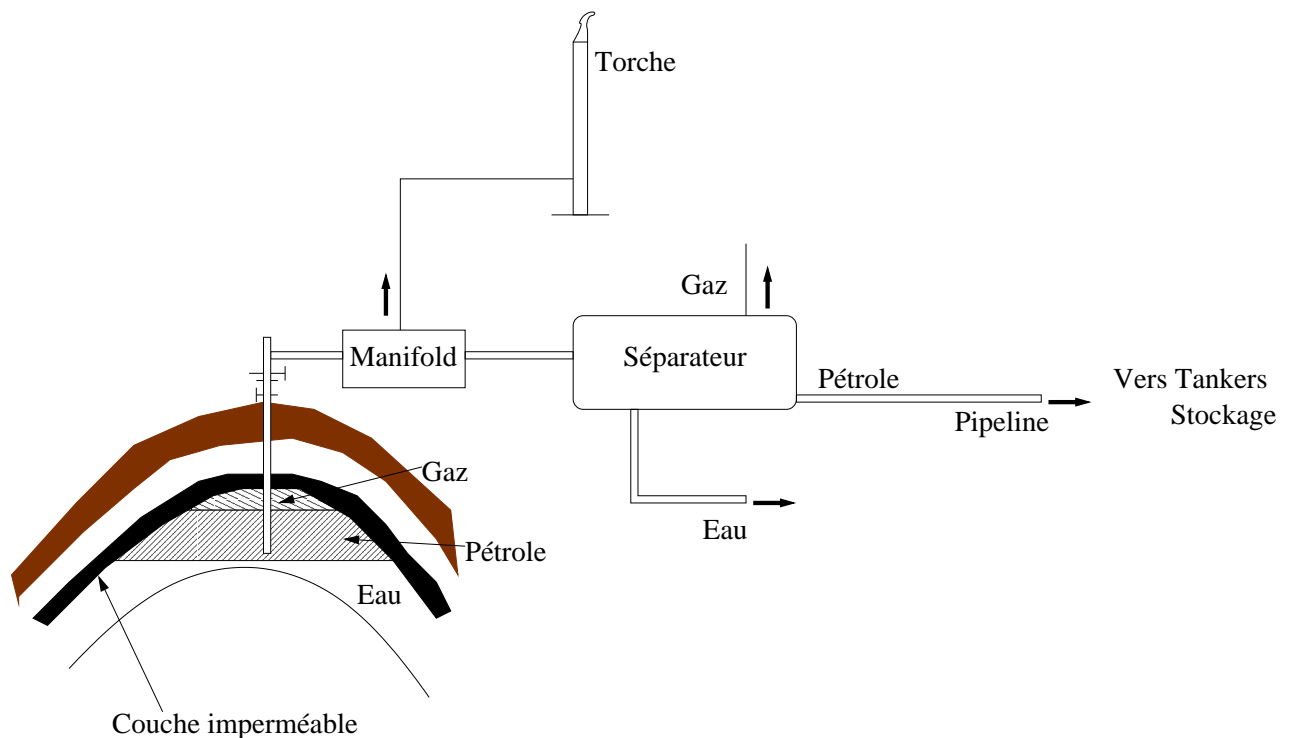 Torche
Gaz
Manifold
Séparateur
Pétrole
Vers Tankers
Stockage
Pipeline
Gaz
Eau
Pétrole
Eau
Couche imperméable